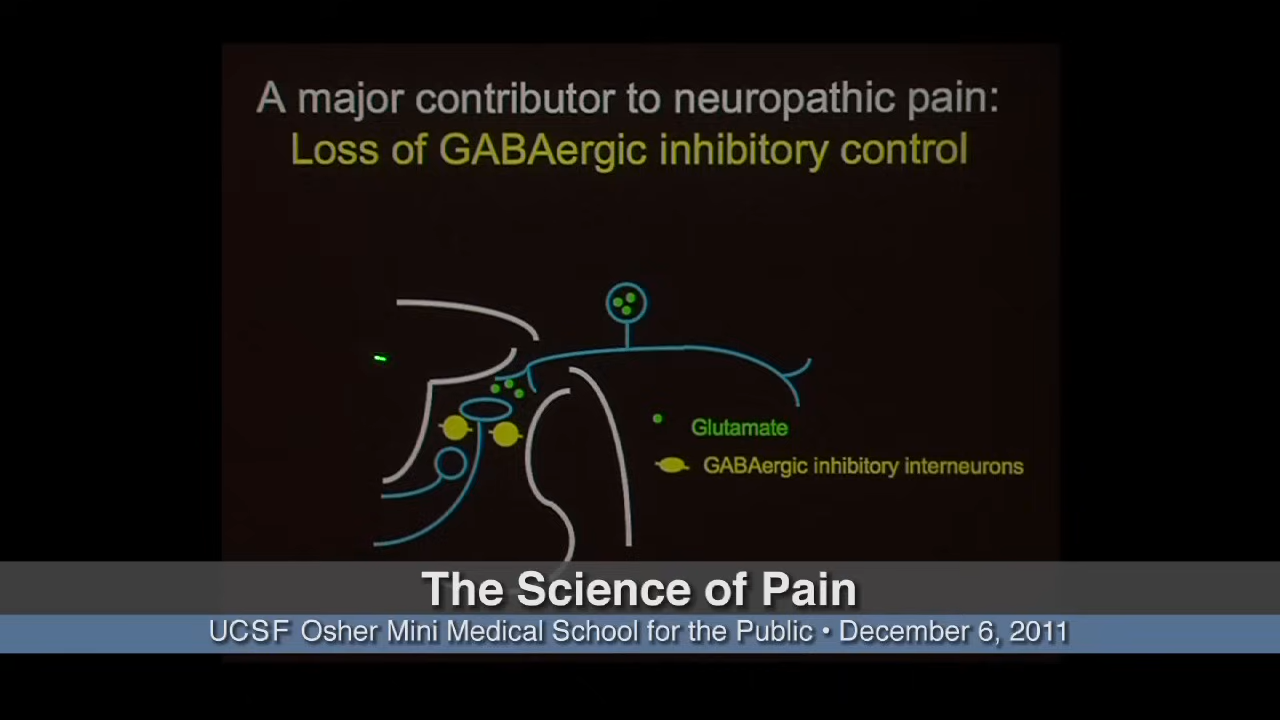 A major contributor to neuropathic pain:
Loss of GABAergic inhibitory control
Glutamate
GABAergic inhibitory interneurons
The Science of Pain
UCSF Osher Mini Medical School for the Public • December 6, 2011